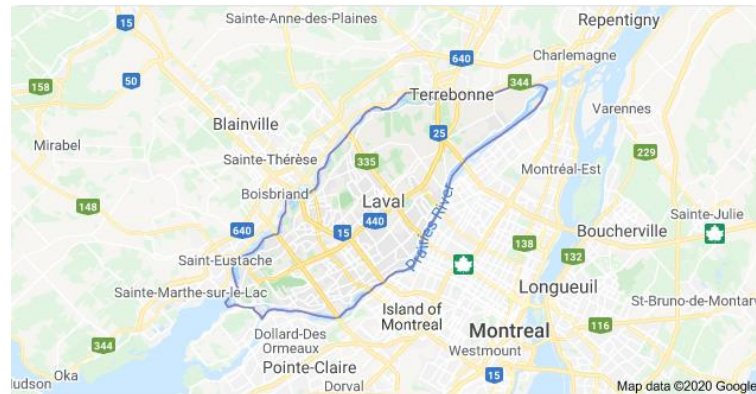 Sainte-Anne-des-Plaines
Repentigny
15
640
Charlemagne
158
50
344
Terrebonne
Varennes
Blainville
25
Mirabel
335
229
Sainte-Thérèse
Montréal-Est
Boisbriand
148
Laval
440
Sainte-Julie
640
15
Boucherville
Prairies River
138
Saint-Eustache
132
Sainte-Marthe-sur-le-Lac
Longueuil
Island of
Montreal
St-Bruno-de-Montarv
Dollard-Des
Ormeaux
Montreal
116
344
Westmount
Pointe-Claire
Oka
15
Hudson
Dorval
Map data ©2020 Google